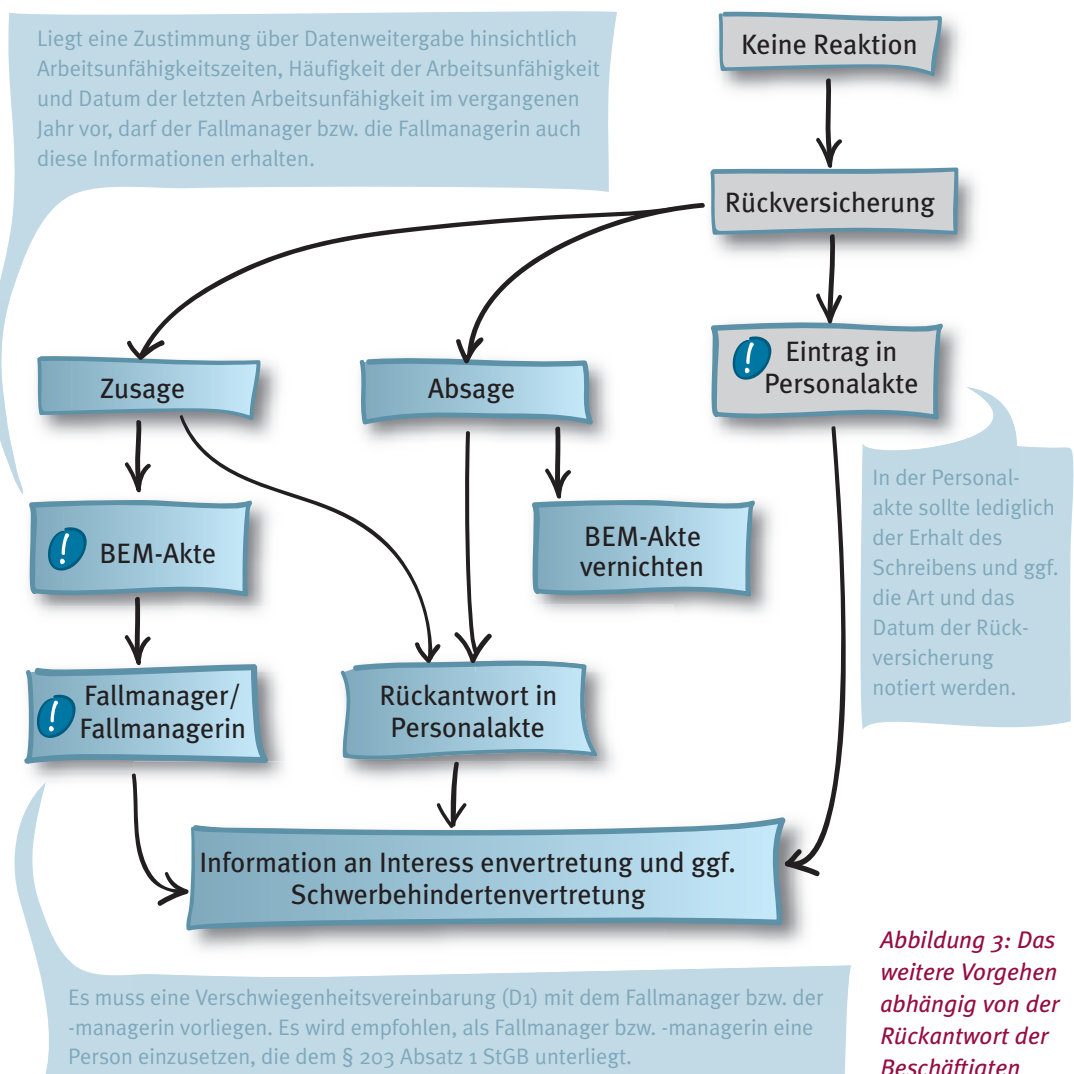 Liegt eine Zustimmung über Datenweitergabe hinsichtlich
Arbeitsunfähigkeitszeiten, Häufigkeit der Arbeitsunfähigkeit
und Datum der letzten Arbeitsunfähigkeit im vergangenen
Jahr vor, darf der Fallmanager bzw. die Fallmanagerin auch
diese Informationen erhalten.
Keine Reaktion
Rückversicherung
Zusage
Absage
! Eintrag in
Personalakte
In der Personal-
akte sollte lediglich
der Erhalt des
Schreibens und ggf.
die Art und das
Datum der Rück-
versicherung
notiert werden.
! BEM-Akte
BEM-Akte
vernichten
! Fallmanager/
Fallmanagerin
Rückantwort in
Personalakte
Information an Interess envertretung und ggf.
Schwerbehindertenvertretung
Es muss eine Verschwiegenheitsvereinbarung (D1) mit dem Fallmanager bzw. der
-managerin vorliegen. Es wird empfohlen, als Fallmanager bzw. -managerin eine
Person einzusetzen, die dem § 203 Absatz 1 StGB unterliegt.
Abbildung 3: Das
weitere Vorgehen
abhängig von der
Rückantwort der
Beschäftigten